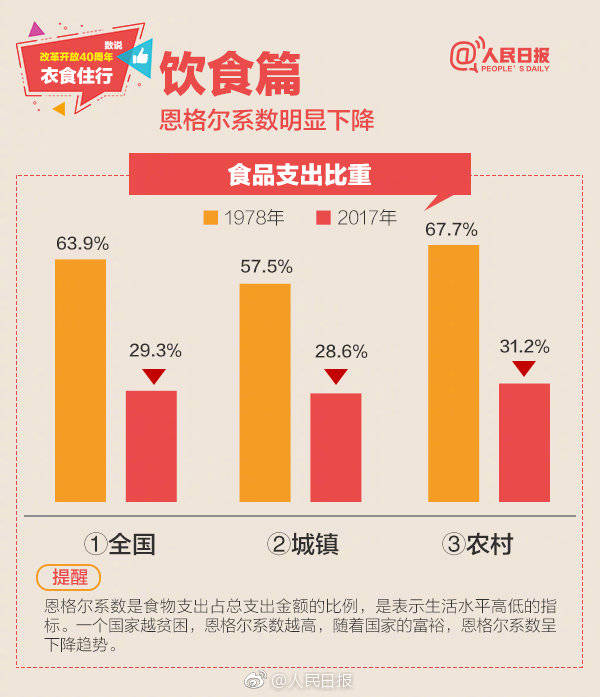 数说
改革开放40周年
衣食住行
@人民日报
PEOPLE'S DAILY
饮食篇
恩格尔系数明显下降
食品支出比重
1978年 2017年
63.9% 29.3% 57.5% 28.6% 67.7% 31.2%
①全国 ②城镇 ③农村
提醒
恩格尔系数是食物支出占总支出金额的比例，是表示生活水平高低的指
标。一个国家越贫困，恩格尔系数越高，随着国家的富裕，恩格尔系数呈
下降趋势。
@人民日报